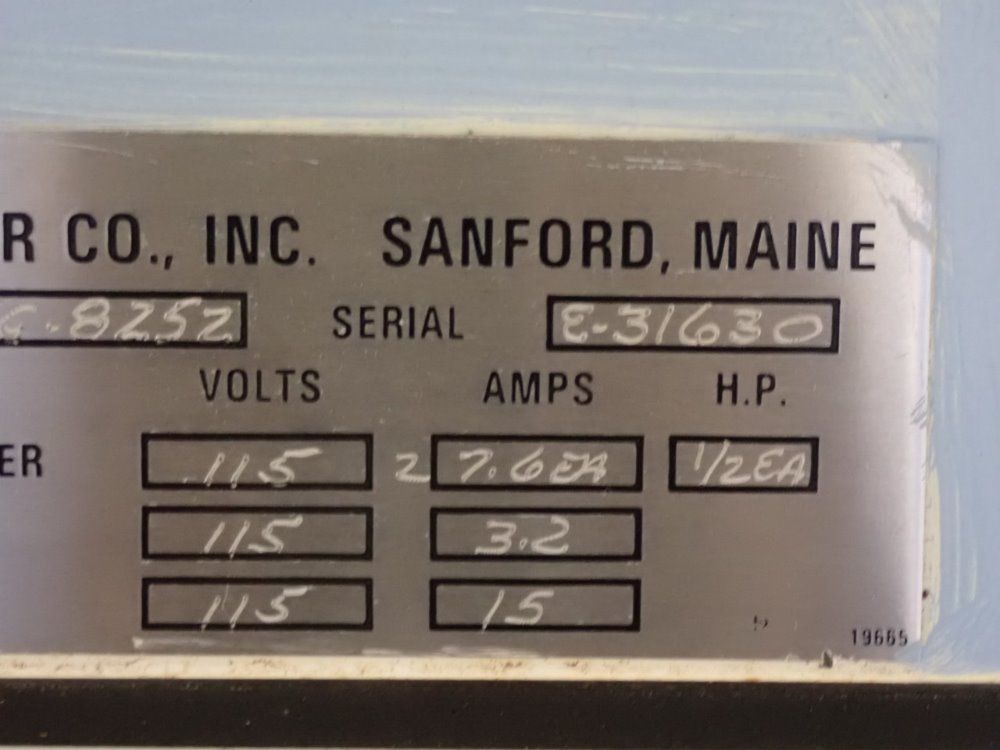 R CO., INC. SANFORD, MAINE
.8252 SERIAL E-31630
VOLTS AMPS H.P.
ER 115 2 7.6EA 1/2EA
115 3.2
115 15
19665